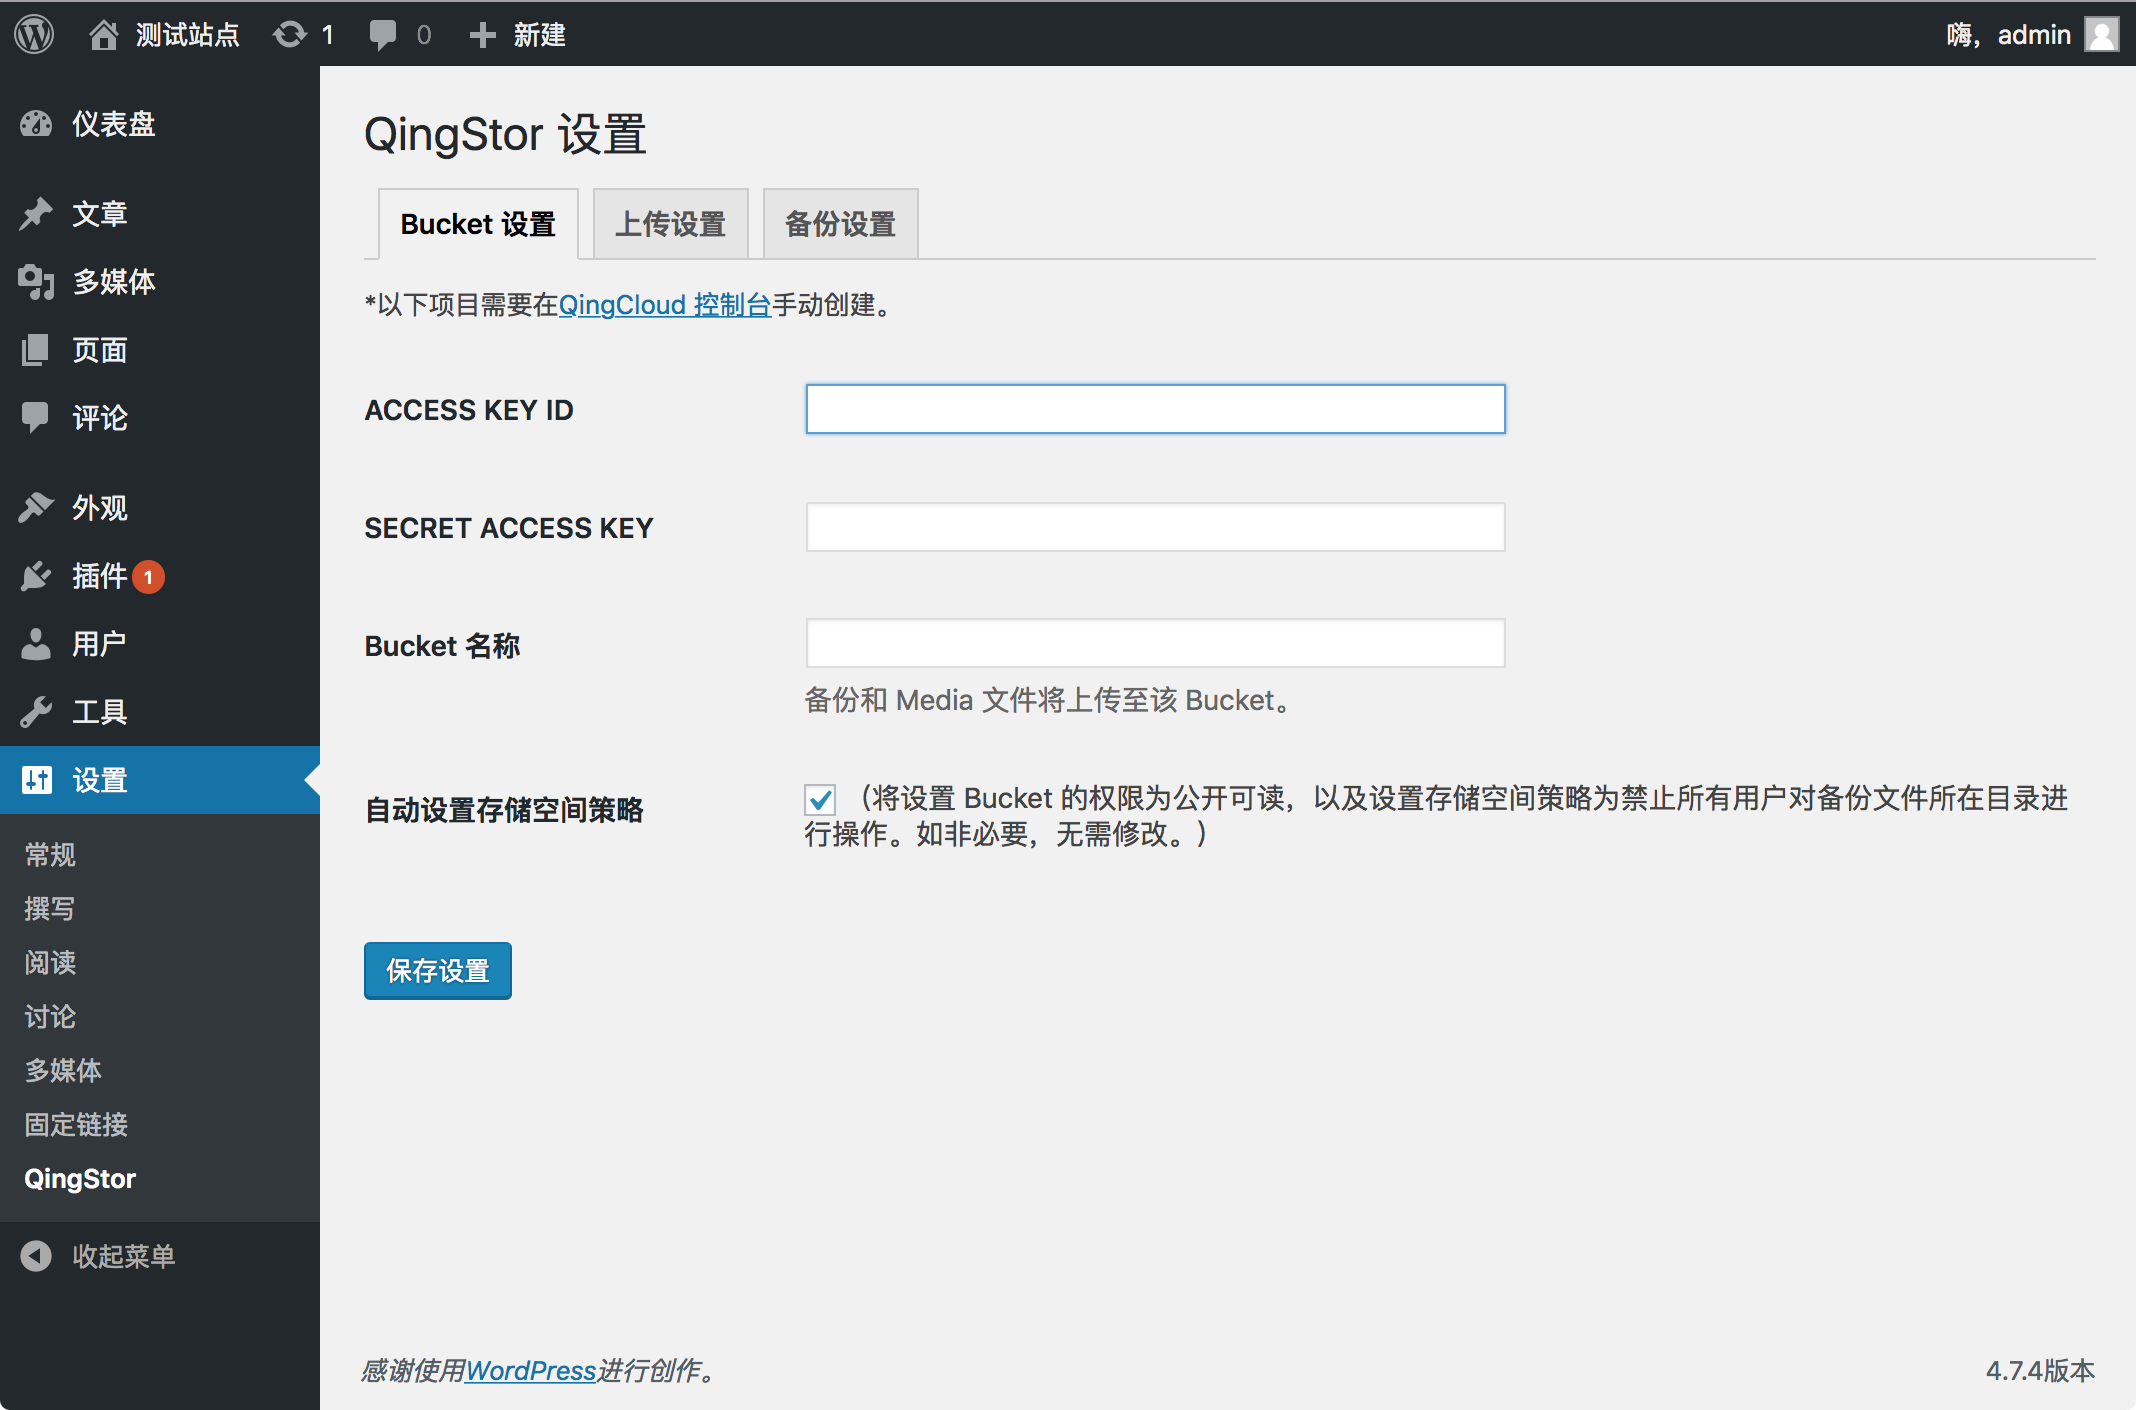 测试站点 1 0 新建 嗨，admin
仪表盘
文章
多媒体
页面
评论
外观
插件 1
用户
工具
设置
常规
撰写
阅读
讨论
多媒体
固定链接
QingStor
收起菜单
QingStor 设置
Bucket 设置 上传设置 备份设置
*以下项目需要在QingCloud 控制台手动创建。
ACCESS KEY ID
SECRET ACCESS KEY
Bucket 名称
备份和 Media 文件将上传至该 Bucket。
自动设置存储空间策略
（将设置 Bucket 的权限为公开可读，以及设置存储空间策略为禁止所有用户对备份文件所在目录进
行操作。如非必要，无需修改。）
保存设置
感谢使用WordPress进行创作。 4.7.4版本